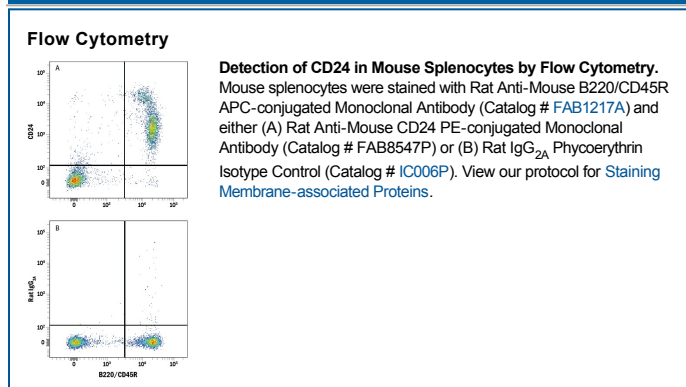 Flow Cytometry
Detection of CD24 in Mouse Splenocytes by Flow Cytometry.
Mouse splenocytes were stained with Rat Anti-Mouse B220/CD45R
APC-conjugated Monoclonal Antibody (Catalog # FAB1217A) and
either (A) Rat Anti-Mouse CD24 PE-conjugated Monoclonal
Antibody (Catalog # FAB8547P) or (B) Rat IgG2A Phycoerythrin
Isotype Control (Catalog # IC006P). View our protocol for Staining
Membrane-associated Proteins.
A
CD24
0
B
Rat IgG2A
0
0
B220/CD45R